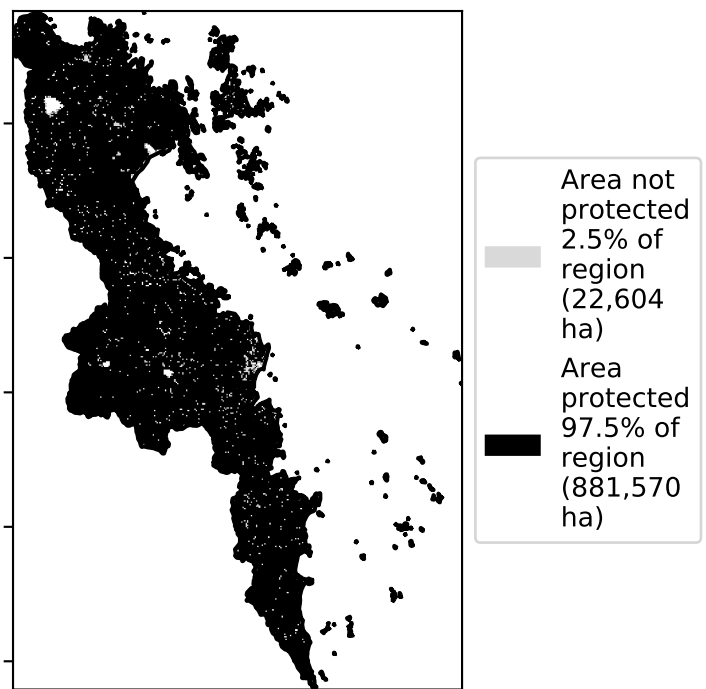 Area not
protected
2.5% of
region
(22,604
ha)
Area
protected
97.5% of
region
(881,570
ha)